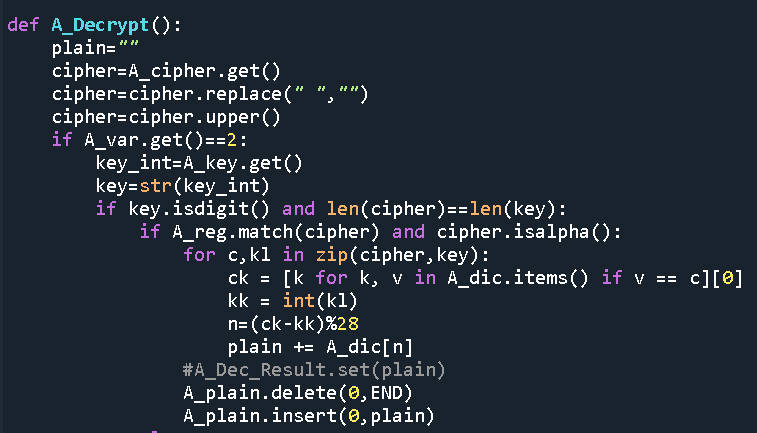 def A_Decrypt():
    plain=""
    cipher=A_cipher.get()
    cipher=cipher.replace(" ","")
    cipher=cipher.upper()
    if A_var.get()==2:
        key_int=A_key.get()
        key=str(key_int)
        if key.isdigit() and len(cipher)==len(key):
            if A_reg.match(cipher) and cipher.isalpha():
                for c,kl in zip(cipher,key):
                    ck = [k for k, v in A_dic.items() if v == c][0]
                    kk = int(kl)
                    n=(ck-kk)%28
                    plain += A_dic[n]
                #A_Dec_Result.set(plain)
                A_plain.delete(0,END)
                A_plain.insert(0,plain)